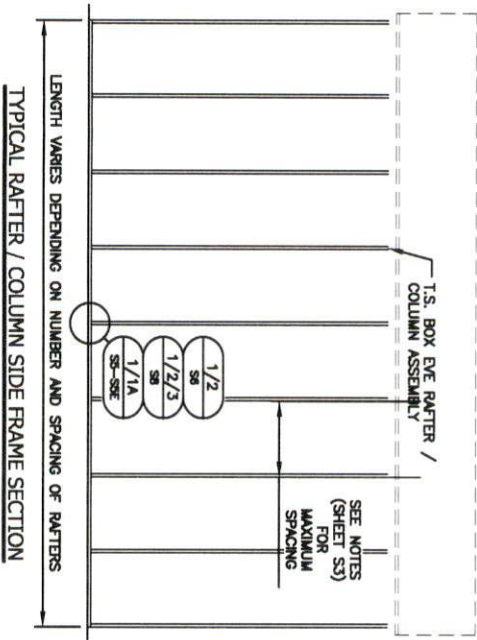 T.S. BOX EVE RAFTER /
COLUMN ASSEMBLY
1/2
S6
1/2/3
S8
1/1A
S5-S5E
SEE NOTES
(SHEET S3)
FOR
MAXIMUM
SPACING
LENGTH VARIES DEPENDING ON NUMBER AND SPACING OF RAFTERS
TYPICAL RAFTER / COLUMN SIDE FRAME SECTION